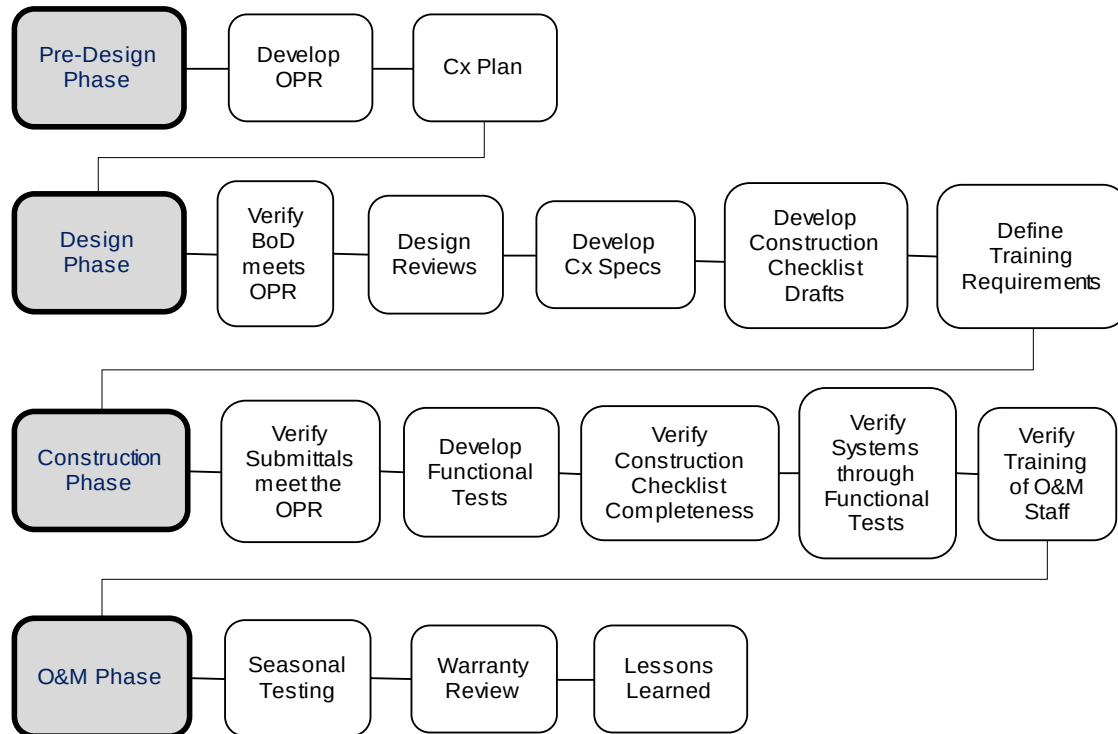 Pre-Design
Phase
Develop
OPR
Cx Plan
Design
Phase
Verify
BoD
meets
OPR
Design
Reviews
Develop
Cx Specs
Develop
Construction
Checklist
Drafts
Define
Training
Requirements
Construction
Phase
Verify
Submittals
meet the
OPR
Develop
Functional
Tests
Verify
Construction
Checklist
Completeness
Verify
Systems
through
Functional
Tests
Verify
Training
of O&M
Staff
O&M Phase
Seasonal
Testing
Warranty
Review
Lessons
Learned